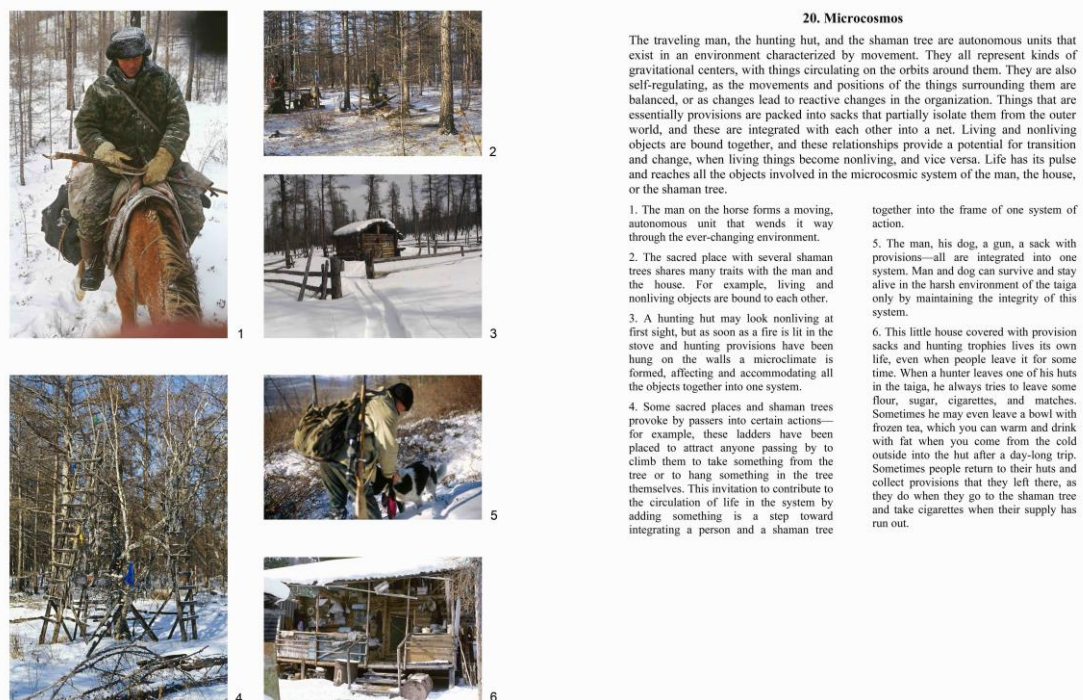 1
2
3
4
5
6
20. Microcosmos
The traveling man, the hunting hut, and the shaman tree are autonomous units that
exist in an environment characterized by movement. They all represent kinds of
gravitational centers, with things circulating on the orbits around them. They are also
self-regulating, as the movements and positions of the things surrounding them are
balanced, or as changes lead to reactive changes in the organization. Things that are
essentially provisions are packed into sacks that partially isolate them from the outer
world, and these are integrated with each other into a net. Living and nonliving
objects are bound together, and these relationships provide a potential for transition
and change, when living things become nonliving, and vice versa. Life has its pulse
and reaches all the objects involved in the microcosmic system of the man, the house,
or the shaman tree.
1. The man on the horse forms a moving,
autonomous unit that wends it way
through the ever-changing environment.
2. The sacred place with several shaman
trees shares many traits with the man and
the house. For example, living and
nonliving objects are bound to each other.
3. A hunting hut may look nonliving at
first sight, but as soon as a fire is lit in the
stove and hunting provisions have been
hung on the walls a microclimate is
formed, affecting and accommodating all
the objects together into one system.
4. Some sacred places and shaman trees
provoke by passers into certain actions—
for example, these ladders have been
placed to attract anyone passing by to
climb them to take something from the
tree or to hang something in the tree
themselves. This invitation to contribute to
the circulation of life in the system by
adding something is a step toward
integrating a person and a shaman tree
together into the frame of one system of
action.
5. The man, his dog, a gun, a sack with
provisions—all are integrated into one
system. Man and dog can survive and stay
alive in the harsh environment of the taiga
only by maintaining the integrity of this
system.
6. This little house covered with provision
sacks and hunting trophies lives its own
life, even when people leave it for some
time. When a hunter leaves one of his huts
in the taiga, he always tries to leave some
flour, sugar, cigarettes, and matches.
Sometimes he may even leave a bowl with
frozen tea, which you can warm and drink
with fat when you come from the cold
outside into the hut after a day-long trip.
Sometimes people return to their huts and
collect provisions that they left there, as
they do when they go to the shaman tree
and take cigarettes when their supply has
run out.